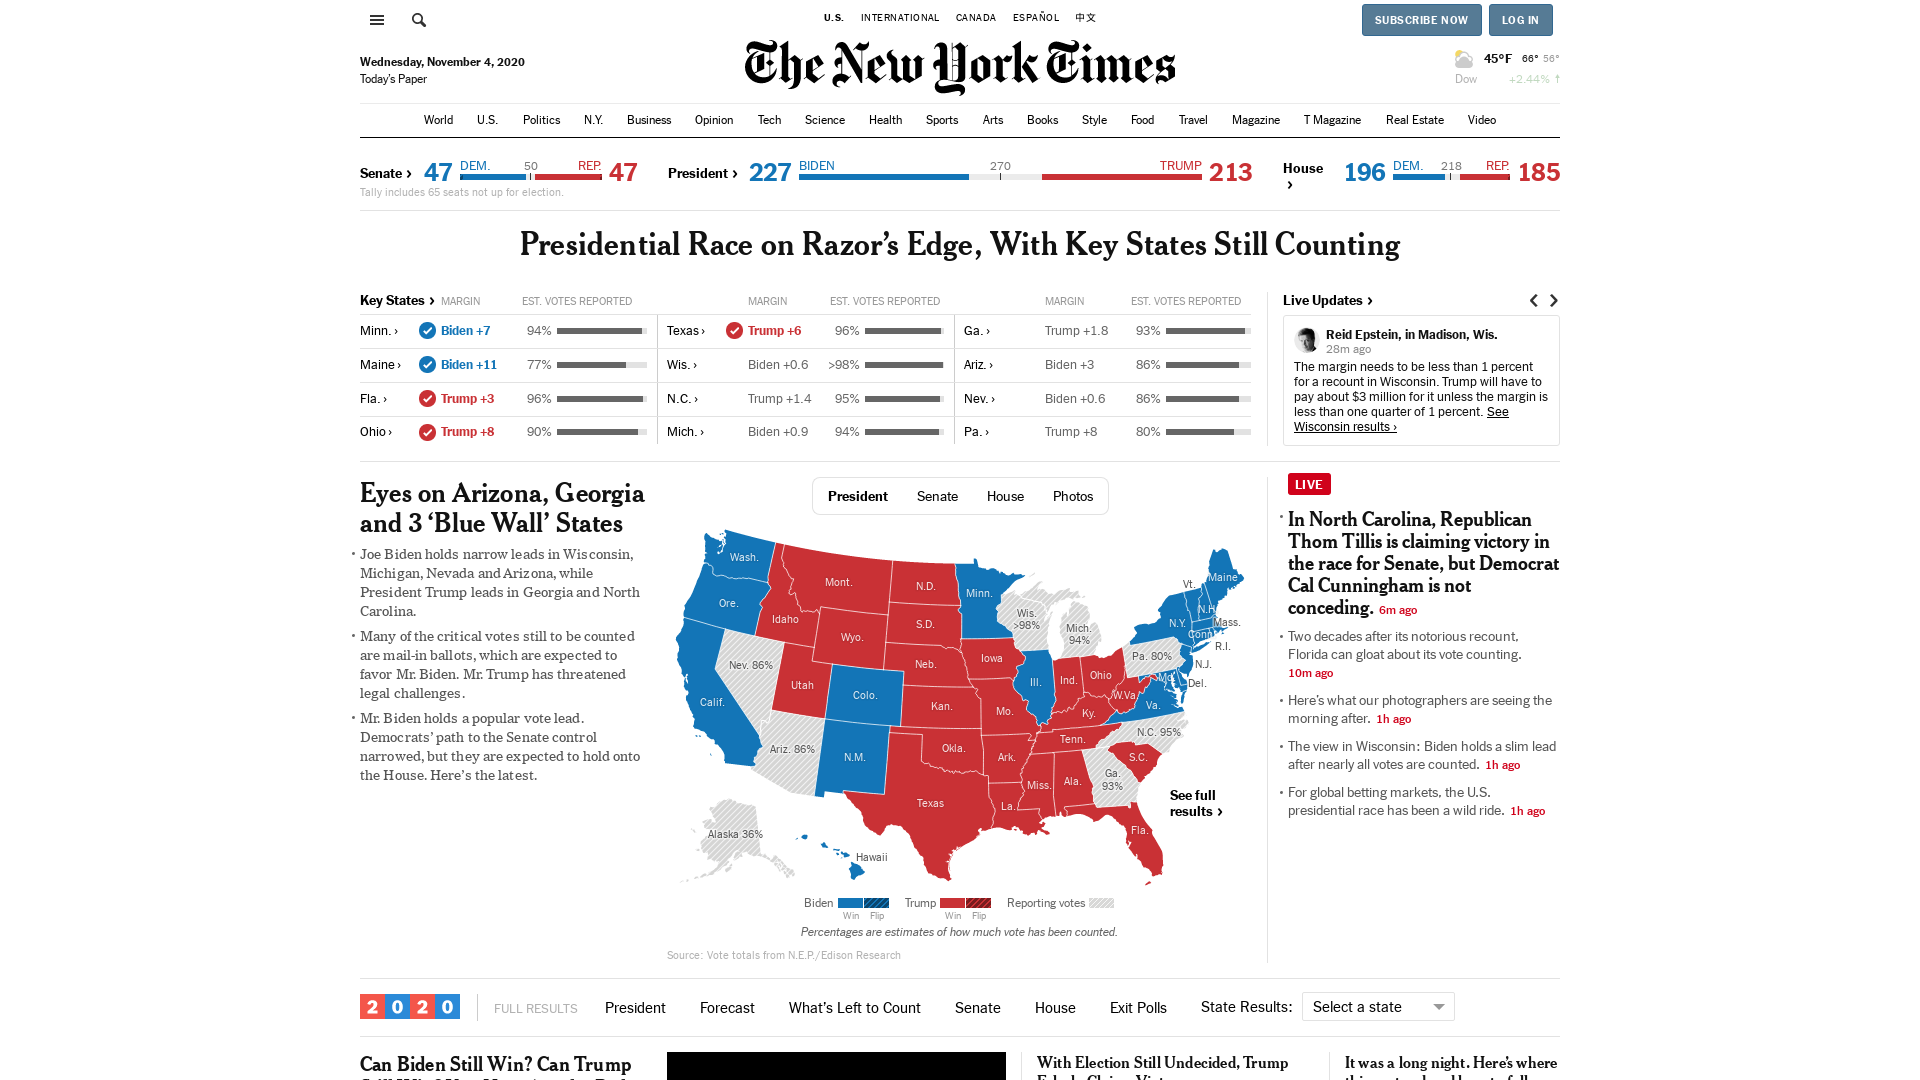 U.S. INTERNATIONAL CANADA ESPAÑOL 中文
SUBSCRIBE NOW LOG IN
Wednesday, November 4, 2020
Today's Paper
The New York Times
45°F 66° 56°
Dow +2.44% ↑
World U.S. Politics N.Y. Business Opinion Tech Science Health Sports Arts Books Style Food Travel Magazine T Magazine Real Estate Video
Senate › 47 DEM. 50 REP. 47
Tally includes 65 seats not up for election.
President › 227 BIDEN 270 TRUMP 213
House › 196 DEM. 218 REP. 185
Presidential Race on Razor's Edge, With Key States Still Counting
Key States › MARGIN EST. VOTES REPORTED MARGIN EST. VOTES REPORTED MARGIN EST. VOTES REPORTED
Minn. › Biden +7 94% Texas › Trump +6 96% Ga. › Trump +1.8 93%
Maine › Biden +11 77% Wis. › Biden +0.6 >98% Ariz. › Biden +3 86%
Fla. › Trump +3 96% N.C. › Trump +1.4 95% Nev. › Biden +0.6 86%
Ohio › Trump +8 90% Mich. › Biden +0.9 94% Pa. › Trump +8 80%
Live Updates ›
Reid Epstein, in Madison, Wis.
28m ago
The margin needs to be less than 1 percent
for a recount in Wisconsin. Trump will have to
pay about $3 million for it unless the margin is
less than one quarter of 1 percent. See
Wisconsin results ›
Eyes on Arizona, Georgia
and 3 ‘Blue Wall’ States
• Joe Biden holds narrow leads in Wisconsin,
Michigan, Nevada and Arizona, while
President Trump leads in Georgia and North
Carolina.
• Many of the critical votes still to be counted
are mail-in ballots, which are expected to
favor Mr. Biden. Mr. Trump has threatened
legal challenges.
• Mr. Biden holds a popular vote lead.
Democrats' path to the Senate control
narrowed, but they are expected to hold onto
the House. Here's the latest.
President Senate House Photos
Wash.
Ore.
Calif.
Nev. 86%
Idaho
Mont.
Wyo.
Utah
Colo.
Ariz. 86%
N.M.
N.D.
S.D.
Neb.
Kan.
Okla.
Texas
Minn.
Iowa
Mo.
Ark.
La.
Wis.
>98%
Ill.
Mich.
94%
Ind.
Ohio
Ky.
Tenn.
Miss.
Ala.
Ga.
93%
Fla.
S.C.
N.C. 95%
Va.
W.Va.
Md.
Del.
Pa. 80%
N.J.
N.Y.
Conn.
R.I.
Mass.
Vt.
N.H.
Maine
Alaska 36%
Hawaii
See full
results ›
Biden Trump Reporting votes
Win Flip Win Flip
Percentages are estimates of how much vote has been counted.
Source: Vote totals from N.E.P./Edison Research
LIVE
• In North Carolina, Republican
Thom Tillis is claiming victory in
the race for Senate, but Democrat
Cal Cunningham is not
conceding. 6m ago
• Two decades after its notorious recount,
Florida can gloat about its vote counting.
10m ago
• Here's what our photographers are seeing the
morning after. 1h ago
• The view in Wisconsin: Biden holds a slim lead
after nearly all votes are counted. 1h ago
• For global betting markets, the U.S.
presidential race has been a wild ride. 1h ago
2020 FULL RESULTS President Forecast What's Left to Count Senate House Exit Polls State Results: Select a state
Can Biden Still Win? Can Trump
With Election Still Undecided, Trump
It was a long night. Here's where